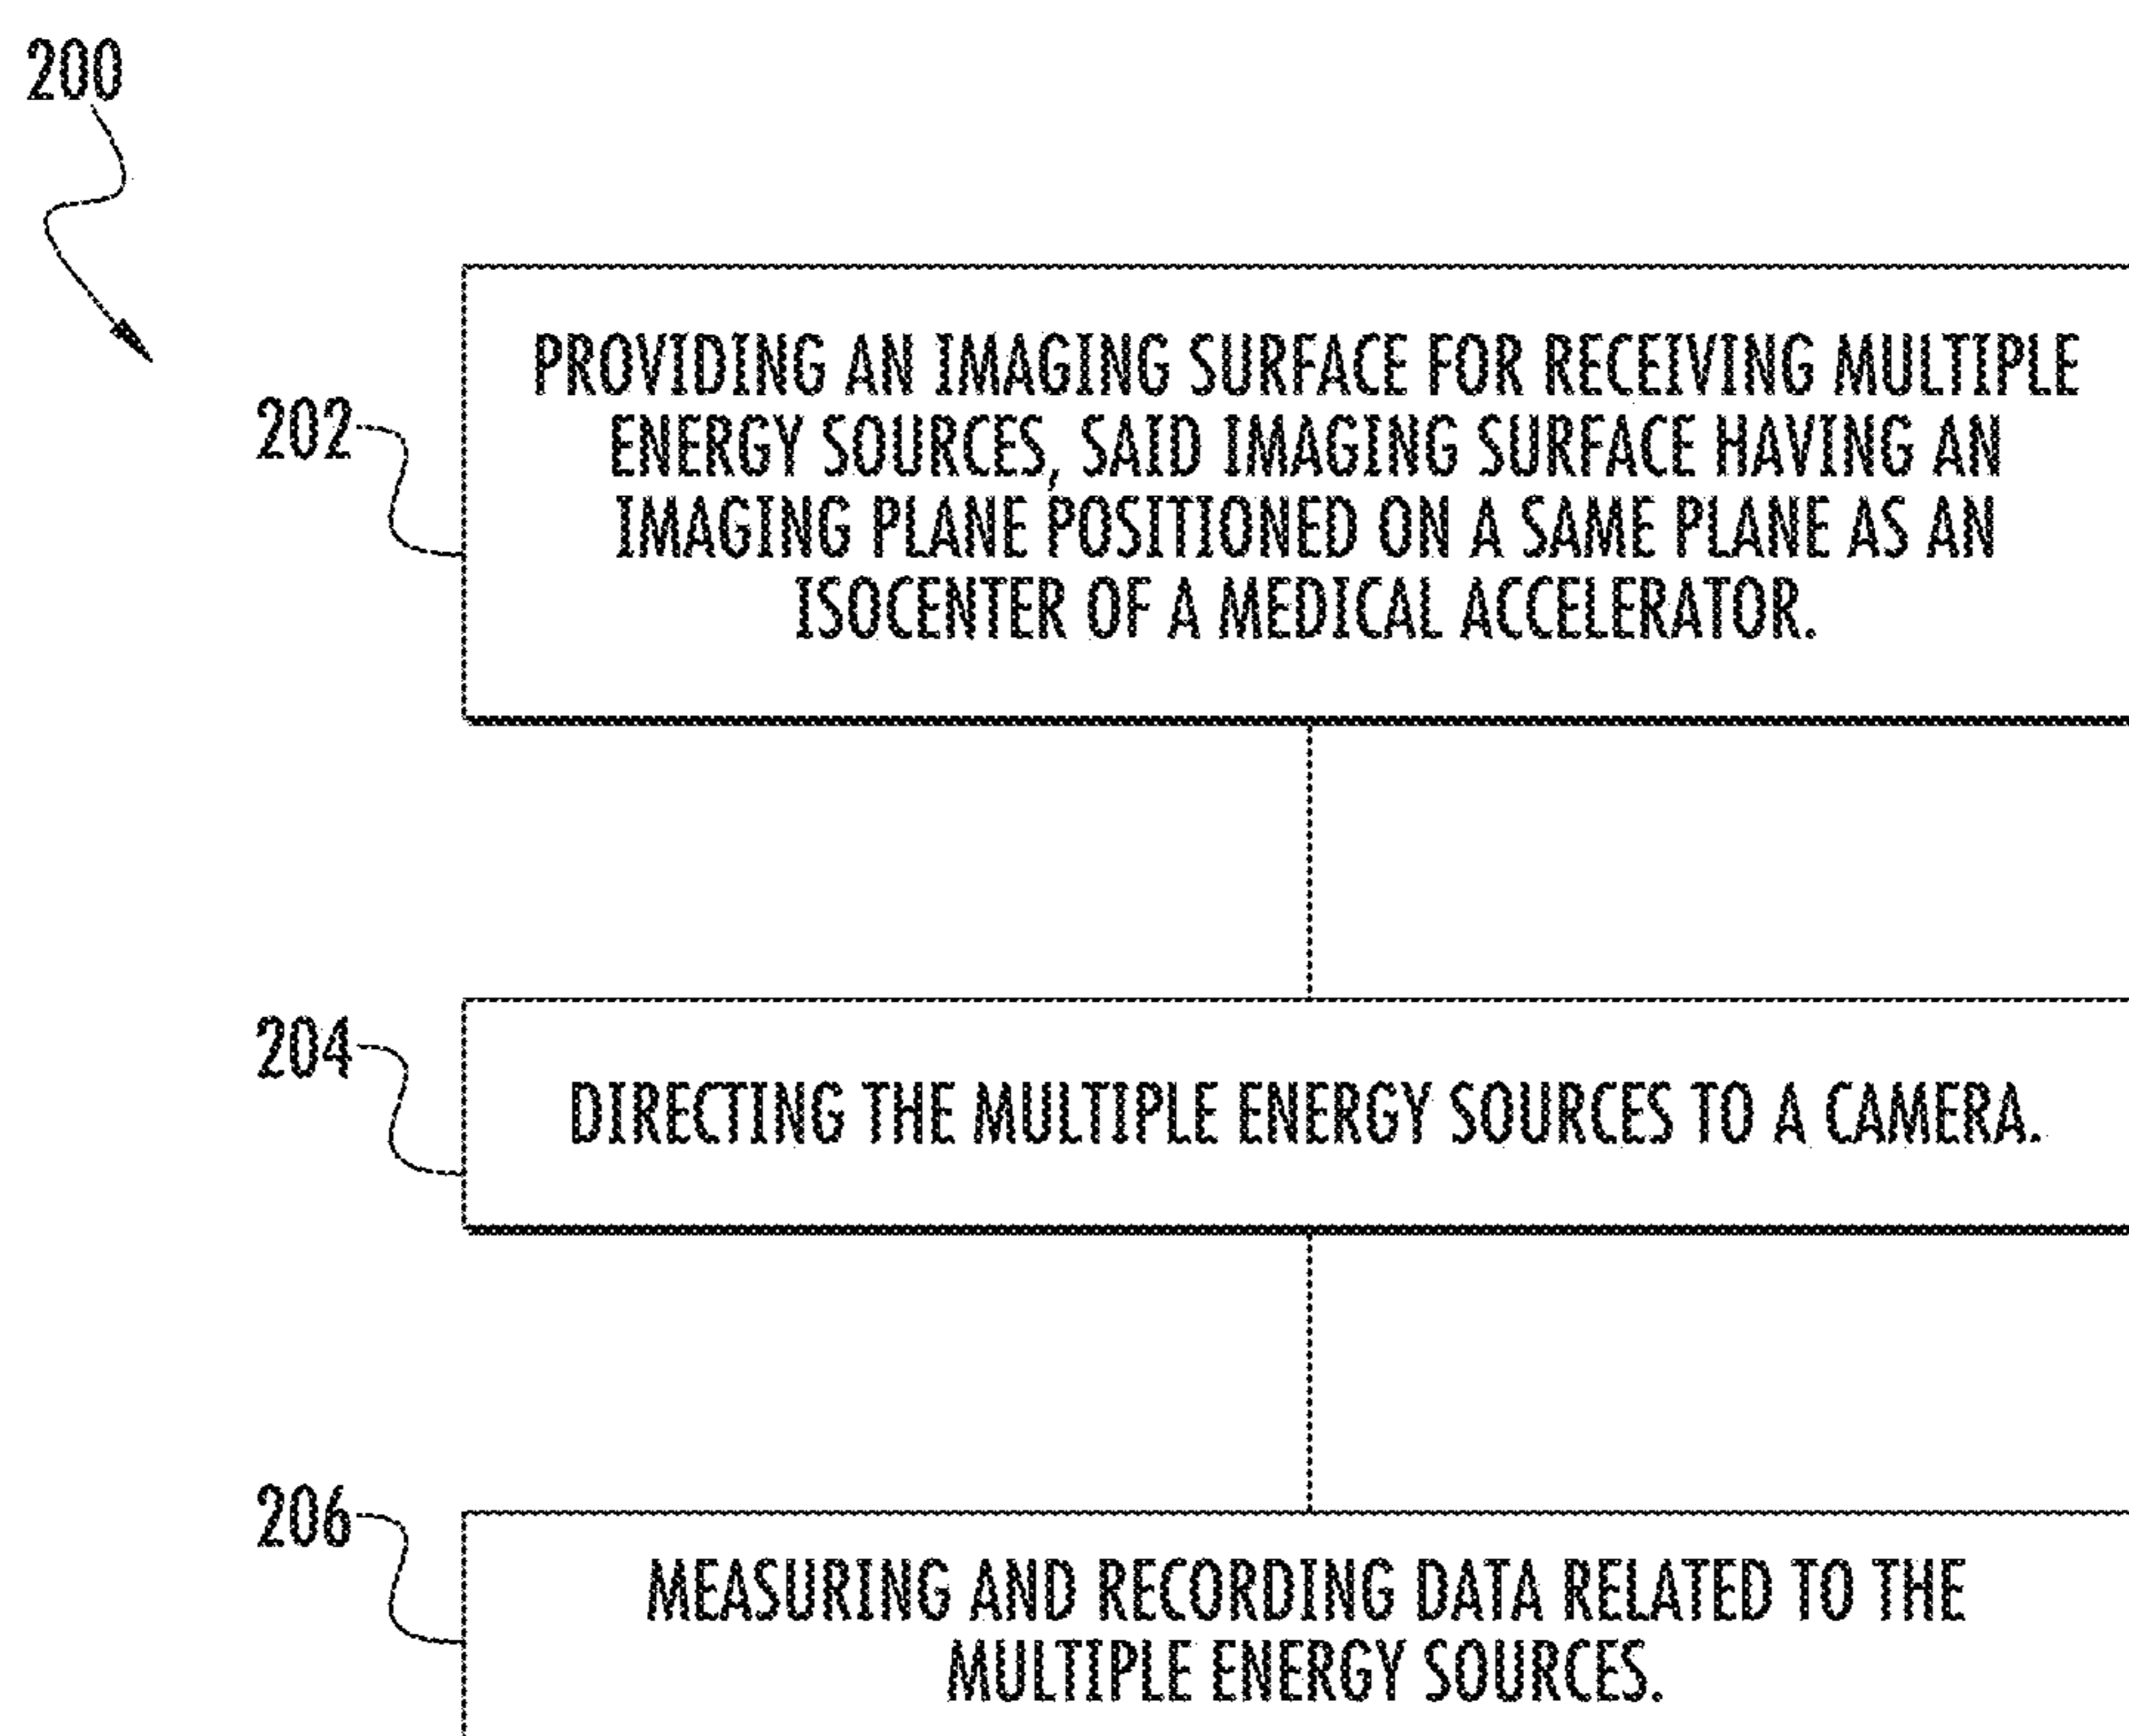 200
202
PROVIDING AN IMAGING SURFACE FOR RECEIVING MULTIPLE
ENERGY SOURCES, SAID IMAGING SURFACE HAVING AN
IMAGING PLANE POSITIONED ON A SAME PLANE AS AN
ISOCENTER OF A MEDICAL ACCELERATOR.
204
DIRECTING THE MULTIPLE ENERGY SOURCES TO A CAMERA.
206
MEASURING AND RECORDING DATA RELATED TO THE
MULTIPLE ENERGY SOURCES.